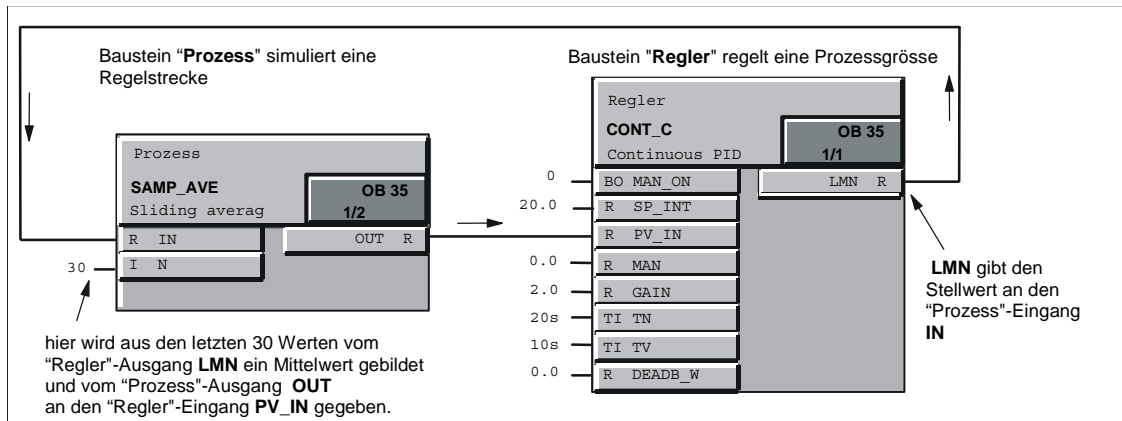 Baustein “Prozess" simuliert eine
Regelstrecke
Baustein "Regler" regelt eine Prozessgrösse
Prozess
SAMP_AVE
Sliding averag
OB 35
1/2
R IN
OUT R
30
I N
hier wird aus den letzten 30 Werten vom
“Regler"-Ausgang LMN ein Mittelwert gebildet
und vom “Prozess"-Ausgang OUT
an den “Regler"-Eingang PV_IN gegeben.
Regler
CONT_C
Continuous PID
OB 35
1/1
0
BO MAN_ON
LMN R
20.0
R SP_INT
R PV_IN
0.0
R MAN
2.0
R GAIN
20s
TI TN
10s
TI TV
0.0
R DEADB_W
LMN gibt den
Stellwert an den
“Prozess"-Eingang
IN